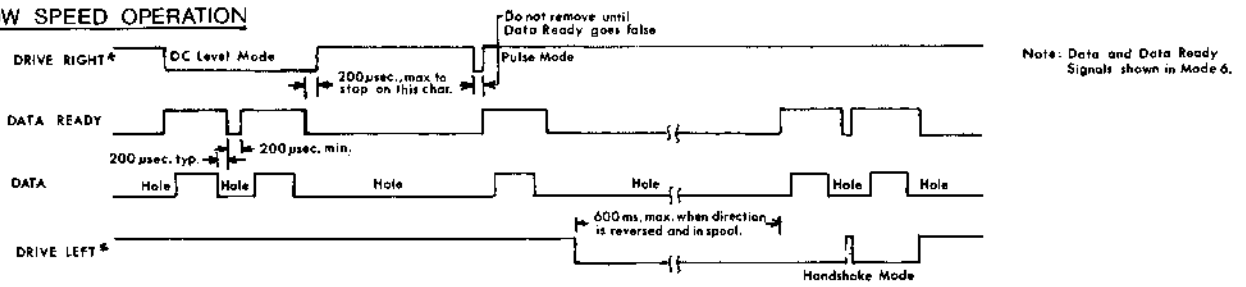 OW SPEED OPERATION
Do not remove until
Data Ready goes false
DRIVE RIGHT*
DC Level Mode
Pulse Mode
Note: Data and Data Ready
Signals shown in Mode 6.
200 µsec., max to
stop on this char.
DATA READY
200 µsec. typ.
200 µsec. min.
DATA
Hole
Hole
Hole
Hole
Hole
Hole
600 ms, max. when direction
is reversed and in spool.
DRIVE LEFT*
Handshake Mode